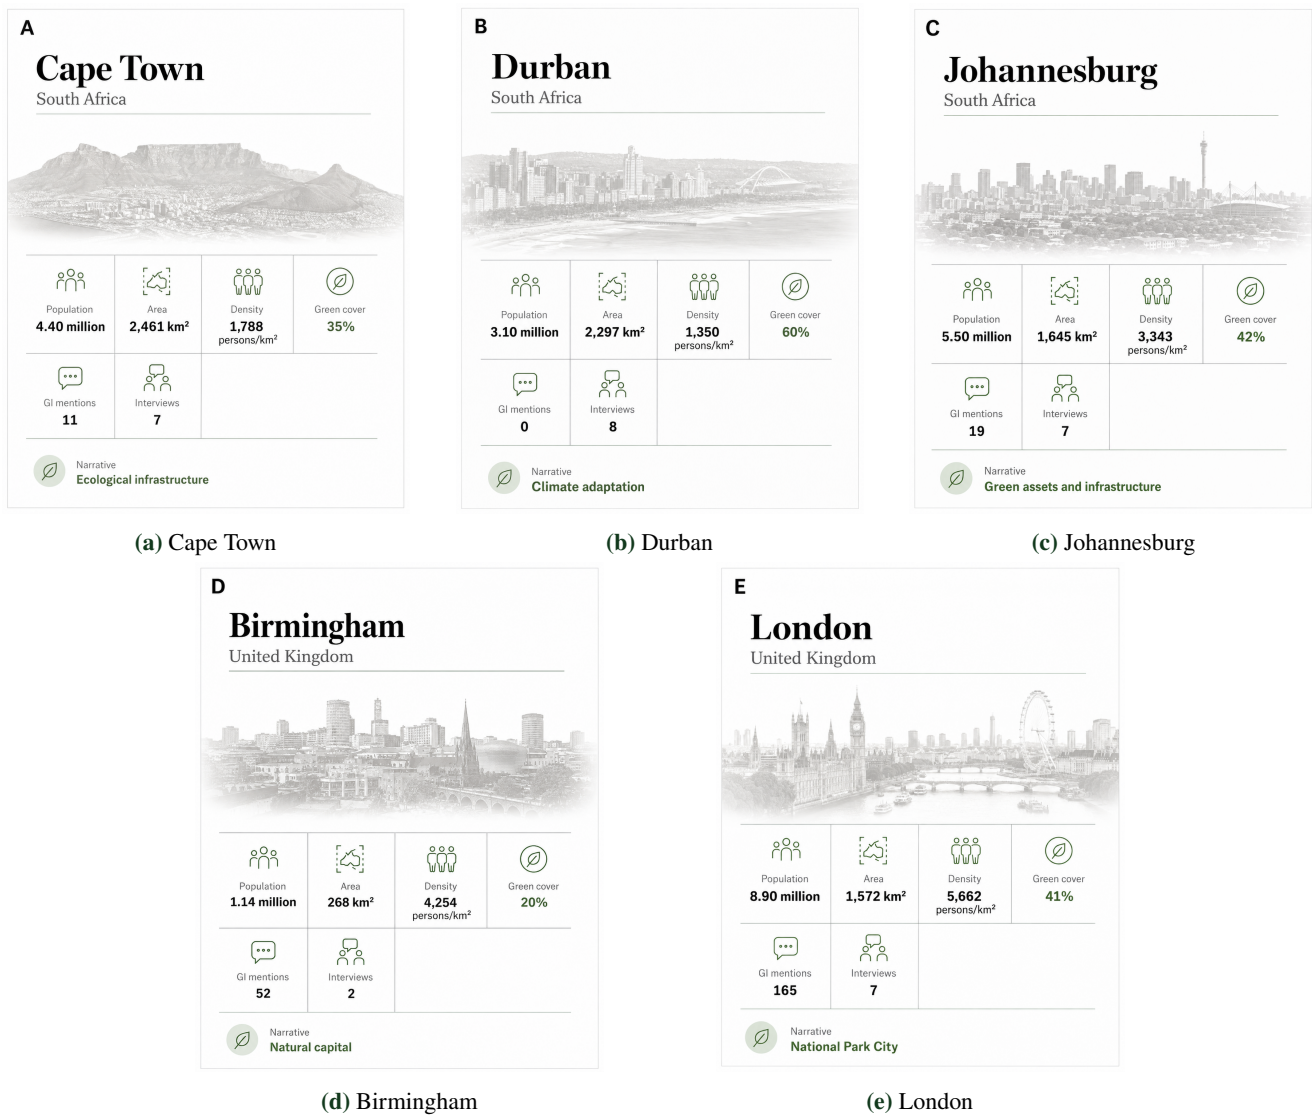 A
Cape Town
South Africa
Population
4.40 million
Area
2,461 km²
Density
1,788
persons/km²
Green cover
35%
GI mentions
11
Interviews
7
Narrative
Ecological infrastructure
(a) Cape Town
B
Durban
South Africa
Population
3.10 million
Area
2,297 km²
Density
1,350
persons/km²
Green cover
60%
GI mentions
0
Interviews
8
Narrative
Climate adaptation
(b) Durban
C
Johannesburg
South Africa
Population
5.50 million
Area
1,645 km²
Density
3,343
persons/km²
Green cover
42%
GI mentions
19
Interviews
7
Narrative
Green assets and infrastructure
(c) Johannesburg
D
Birmingham
United Kingdom
Population
1.14 million
Area
268 km²
Density
4,254
persons/km²
Green cover
20%
GI mentions
52
Interviews
2
Narrative
Natural capital
(d) Birmingham
E
London
United Kingdom
Population
8.90 million
Area
1,572 km²
Density
5,662
persons/km²
Green cover
41%
GI mentions
165
Interviews
7
Narrative
National Park City
(e) London